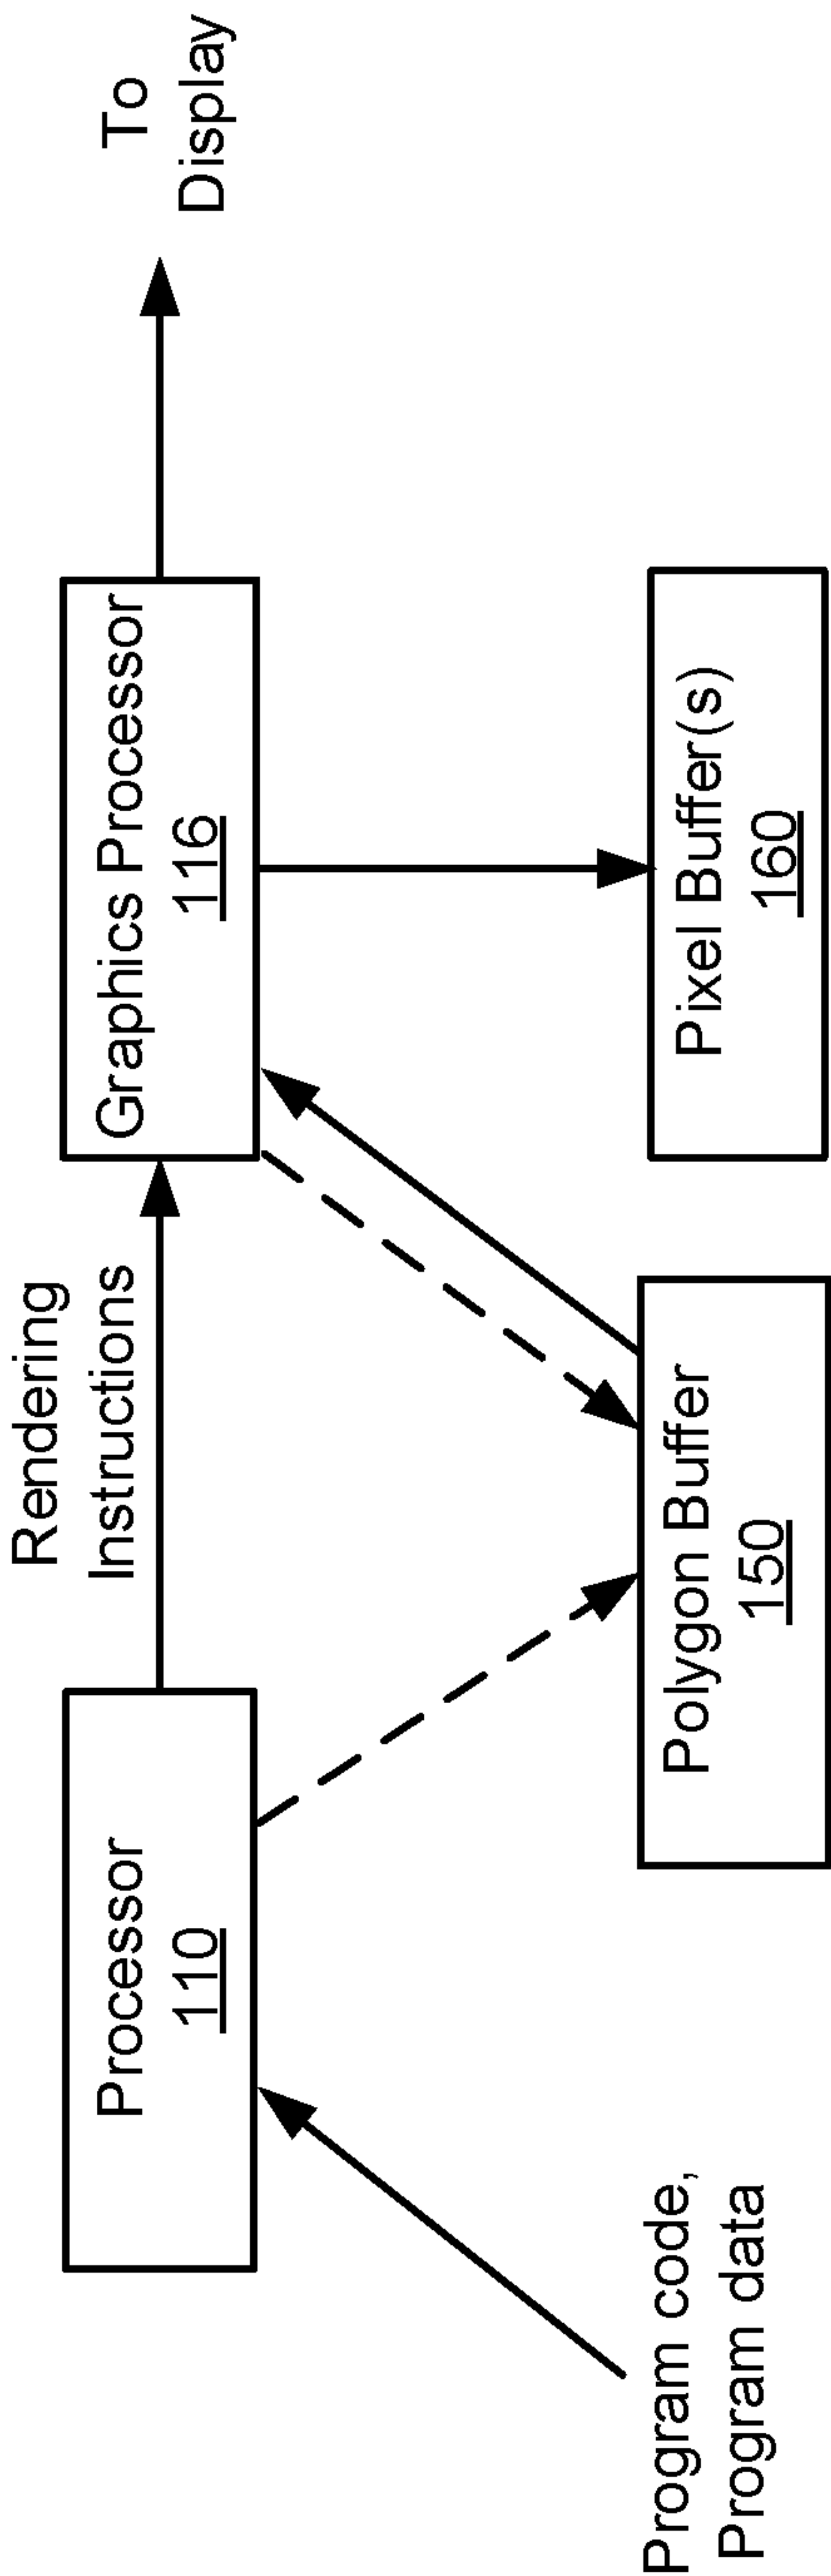 Rendering
Instructions
To
Display
Processor
110
Graphics Processor
116
Program code,
Program data
Polygon Buffer
150
Pixel Buffer(s)
160